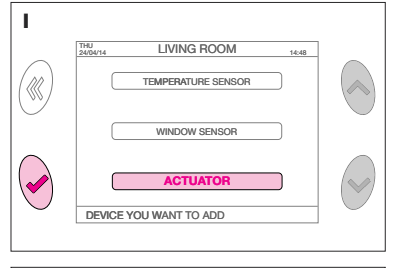 I
THU
24/04/14
LIVING ROOM
14:48
TEMPERATURE SENSOR
WINDOW SENSOR
ACTUATOR
DEVICE YOU WANT TO ADD